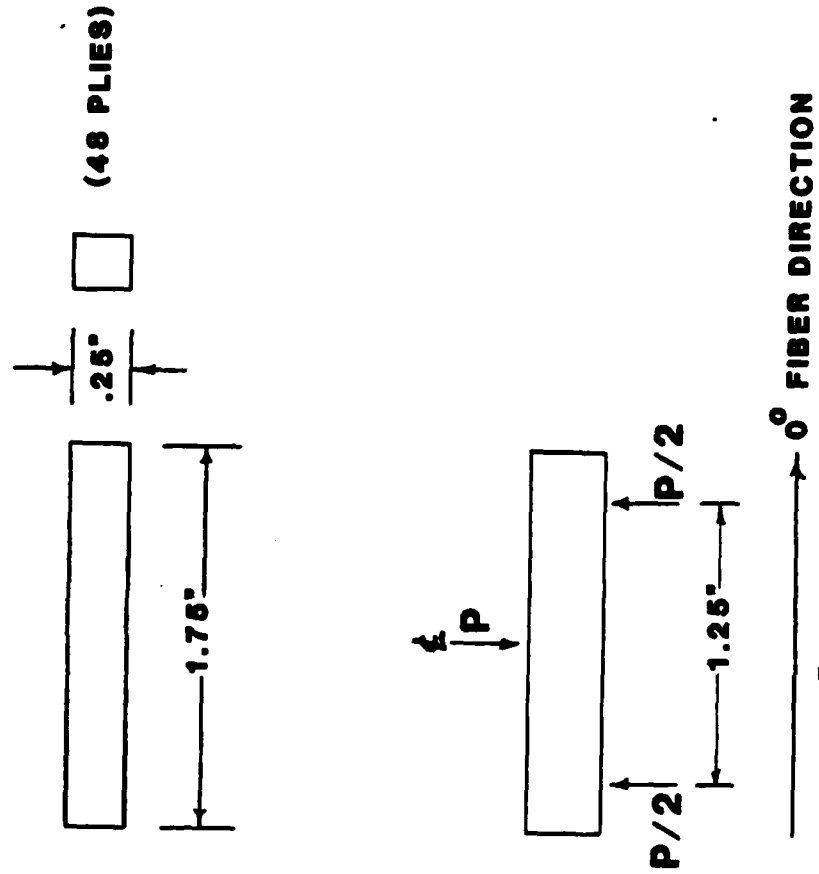 (48 PLIES)
.25"
1.75"
℄ P
P/2
P/2
1.25"
0° FIBER DIRECTION